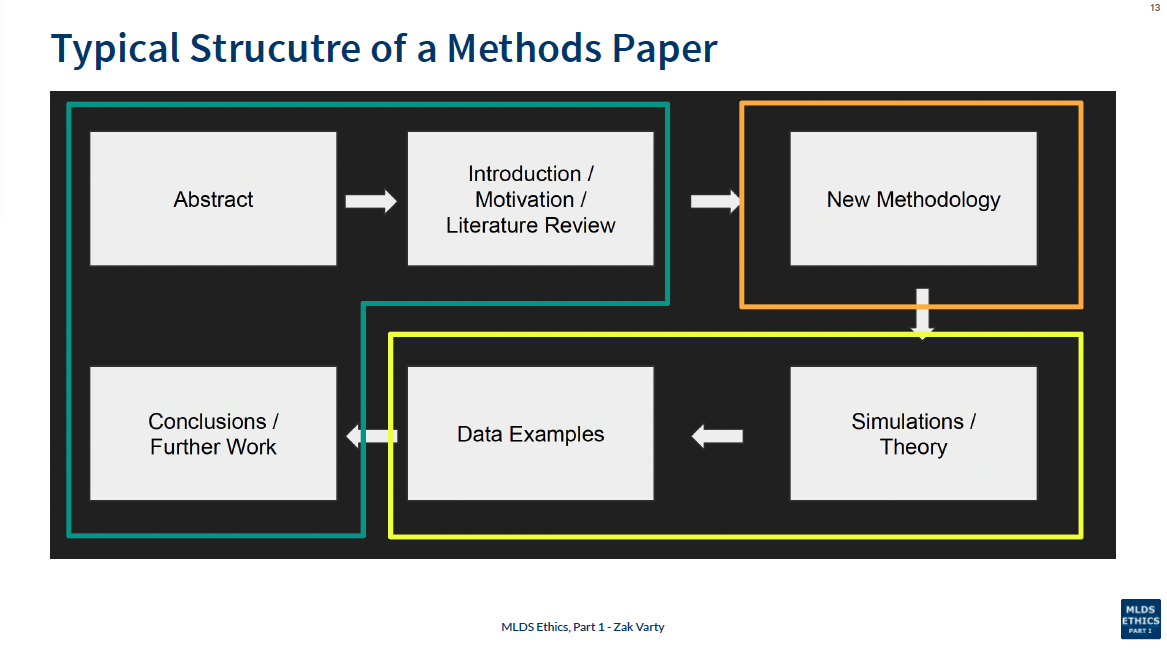 13
Typical Strucutre of a Methods Paper
Abstract
Introduction /
Motivation /
Literature Review
New Methodology
Conclusions /
Further Work
Data Examples
Simulations /
Theory
MLDS Ethics, Part 1 - Zak Varty
MLDS
ETHICS
PART 1